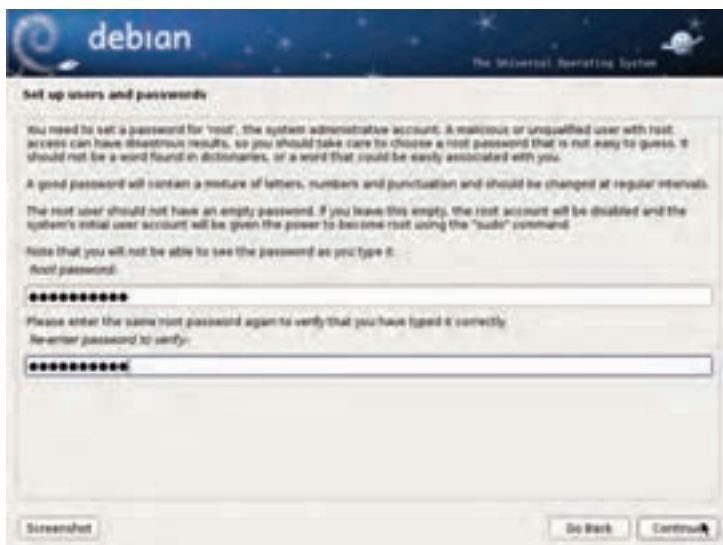 debian
The Universal Operating System
Set up users and passwords
You need to set a password for 'root', the system administrative account. A malicious or unqualified user with root
access can have disastrous results, so you should take care to choose a root password that is not easy to guess. It
should not be a word found in dictionaries, or a word that could be easily associated with you.
A good password will contain a mixture of letters, numbers and punctuation and should be changed at regular intervals.
The root user should not have an empty password. If you leave this empty, the root account will be disabled and the
system's initial user account will be given the power to become root using the "sudo" command
Note that you will not be able to see the password as you type it.
Root password:
●●●●●●●●●●
Please enter the same root password again to verify that you have typed it correctly.
Re-enter password to verify:
●●●●●●●●●●
Screenshot
Go Back
Continue